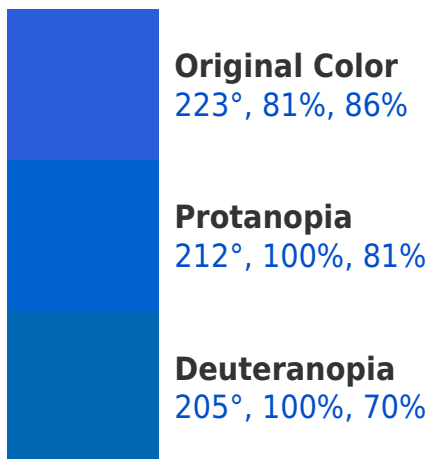 Original Color
223°, 81%, 86%
Protanopia
212°, 100%, 81%
Deuteranopia
205°, 100%, 70%